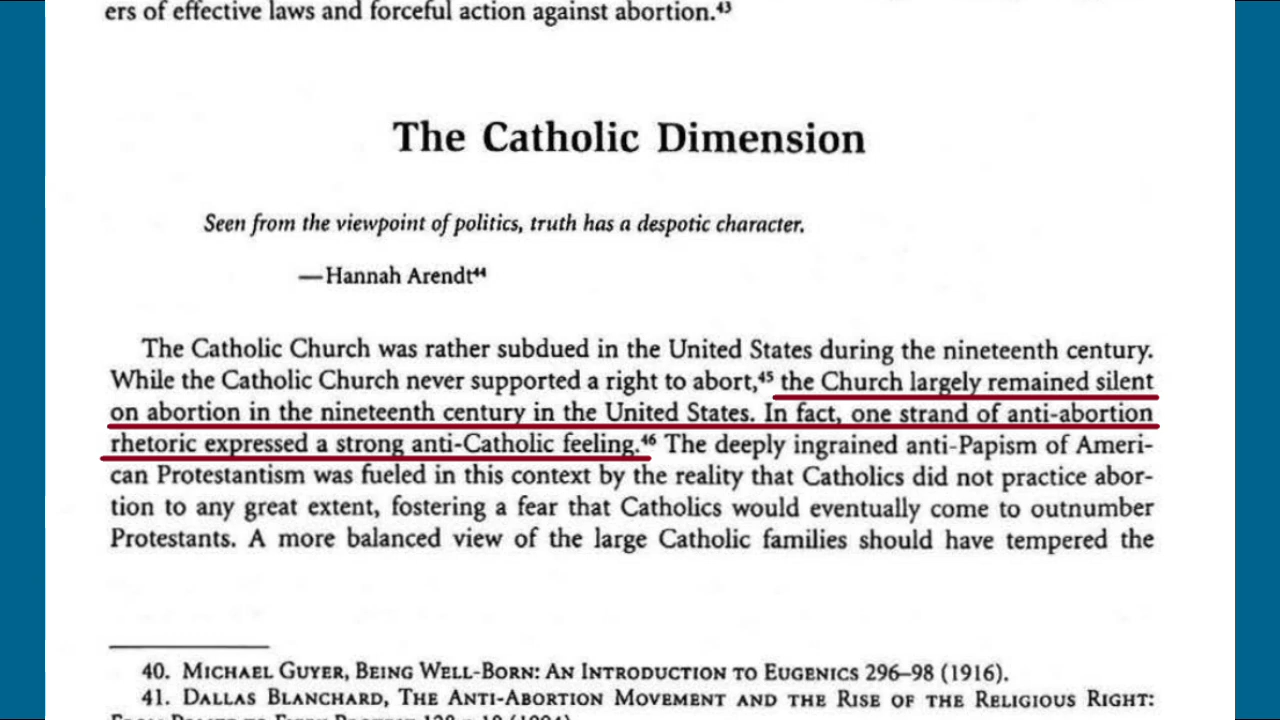 ers of effective laws and forceful action against abortion.⁴³
The Catholic Dimension
Seen from the viewpoint of politics, truth has a despotic character.
—Hannah Arendt⁴⁴
The Catholic Church was rather subdued in the United States during the nineteenth century.
While the Catholic Church never supported a right to abort,⁴⁵ the Church largely remained silent
on abortion in the nineteenth century in the United States. In fact, one strand of anti-abortion
rhetoric expressed a strong anti-Catholic feeling.⁴⁶ The deeply ingrained anti-Papism of Ameri-
can Protestantism was fueled in this context by the reality that Catholics did not practice abor-
tion to any great extent, fostering a fear that Catholics would eventually come to outnumber
Protestants. A more balanced view of the large Catholic families should have tempered the
40. MICHAEL GUYER, BEING WELL-BORN: AN INTRODUCTION TO EUGENICS 296–98 (1916).
41. DALLAS BLANCHARD, THE ANTI-ABORTION MOVEMENT AND THE RISE OF THE RELIGIOUS RIGHT: